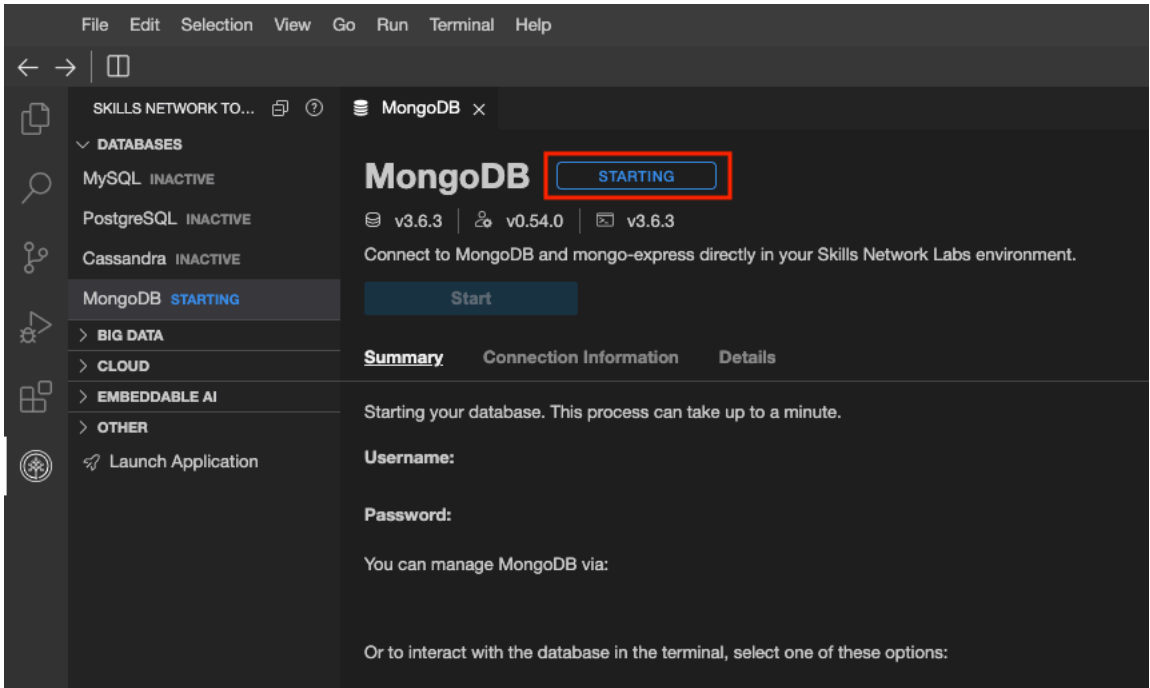 File Edit Selection View Go Run Terminal Help
SKILLS NETWORK TO...
MongoDB
DATABASES
MySQL INACTIVE
PostgreSQL INACTIVE
Cassandra INACTIVE
MongoDB STARTING
BIG DATA
CLOUD
EMBEDDABLE AI
OTHER
Launch Application
MongoDB STARTING
v3.6.3 v0.54.0 v3.6.3
Connect to MongoDB and mongo-express directly in your Skills Network Labs environment.
Start
Summary Connection Information Details
Starting your database. This process can take up to a minute.
Username:
Password:
You can manage MongoDB via:
Or to interact with the database in the terminal, select one of these options: